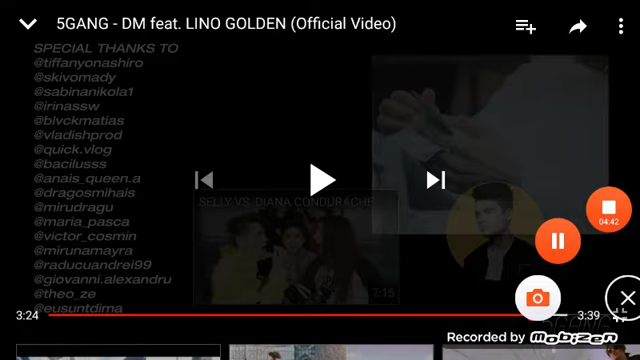 5GANG - DM feat. LINO GOLDEN (Official Video)
SPECIAL THANKS TO
@tiffanyonashiro
@skivomady
@sabinanikola1
@irinassw
@blvckmatias
@vladishprod
@quick.vlog
@bacilusss
@anais_queen.a
@dragosmihais
@mirudragu
@maria_pasca
@victor_cosmin
@mirunamayra
@raducuandrei99
@giovanni.alexandru
@theo_ze
@eusuntdima
SELLY VS. DIANA CONDURACHE
7:15
04:42
3:24
3:39
Recorded by
mobizen